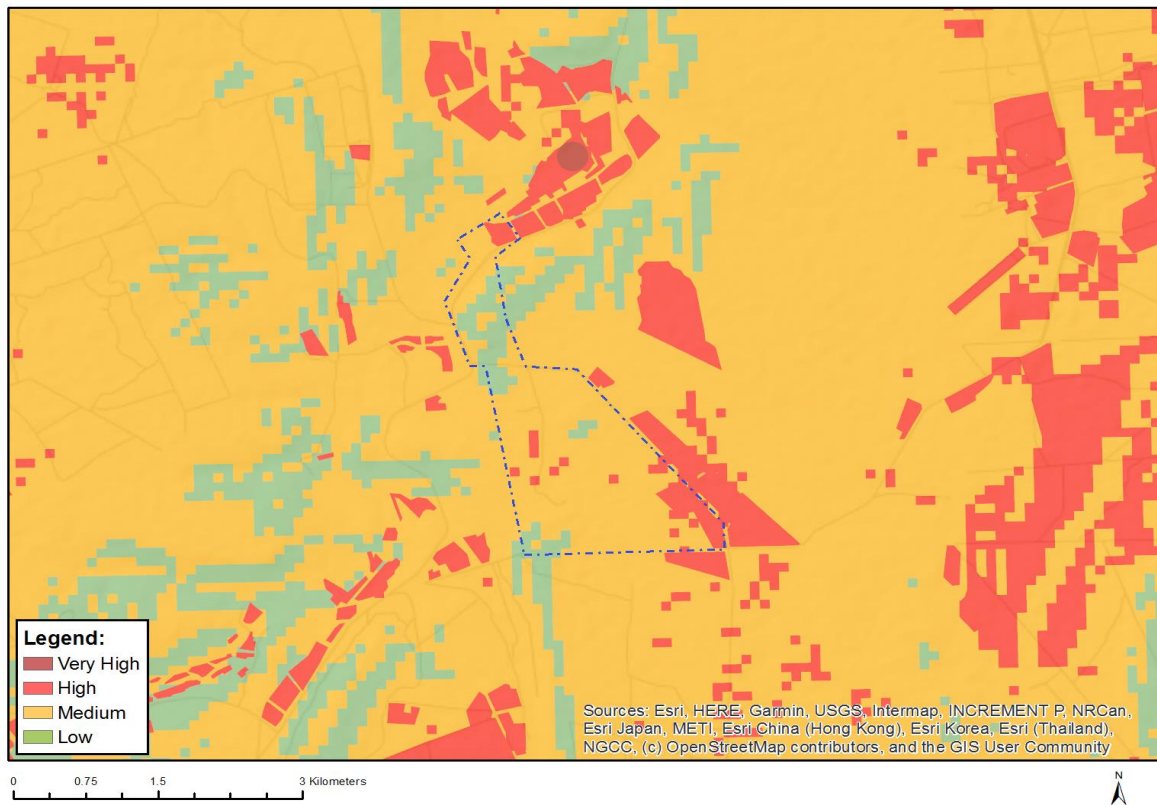 Legend:
Very High
High
Medium
Low
Sources: Esri, HERE, Garmin, USGS, Intermap, INCREMENT P, NRCan,
Esri Japan, METI, Esri China (Hong Kong), Esri Korea, Esri (Thailand),
NGCC, (c) OpenStreetMap contributors, and the GIS User Community
0 0.75 1.5 3 Kilometers
N